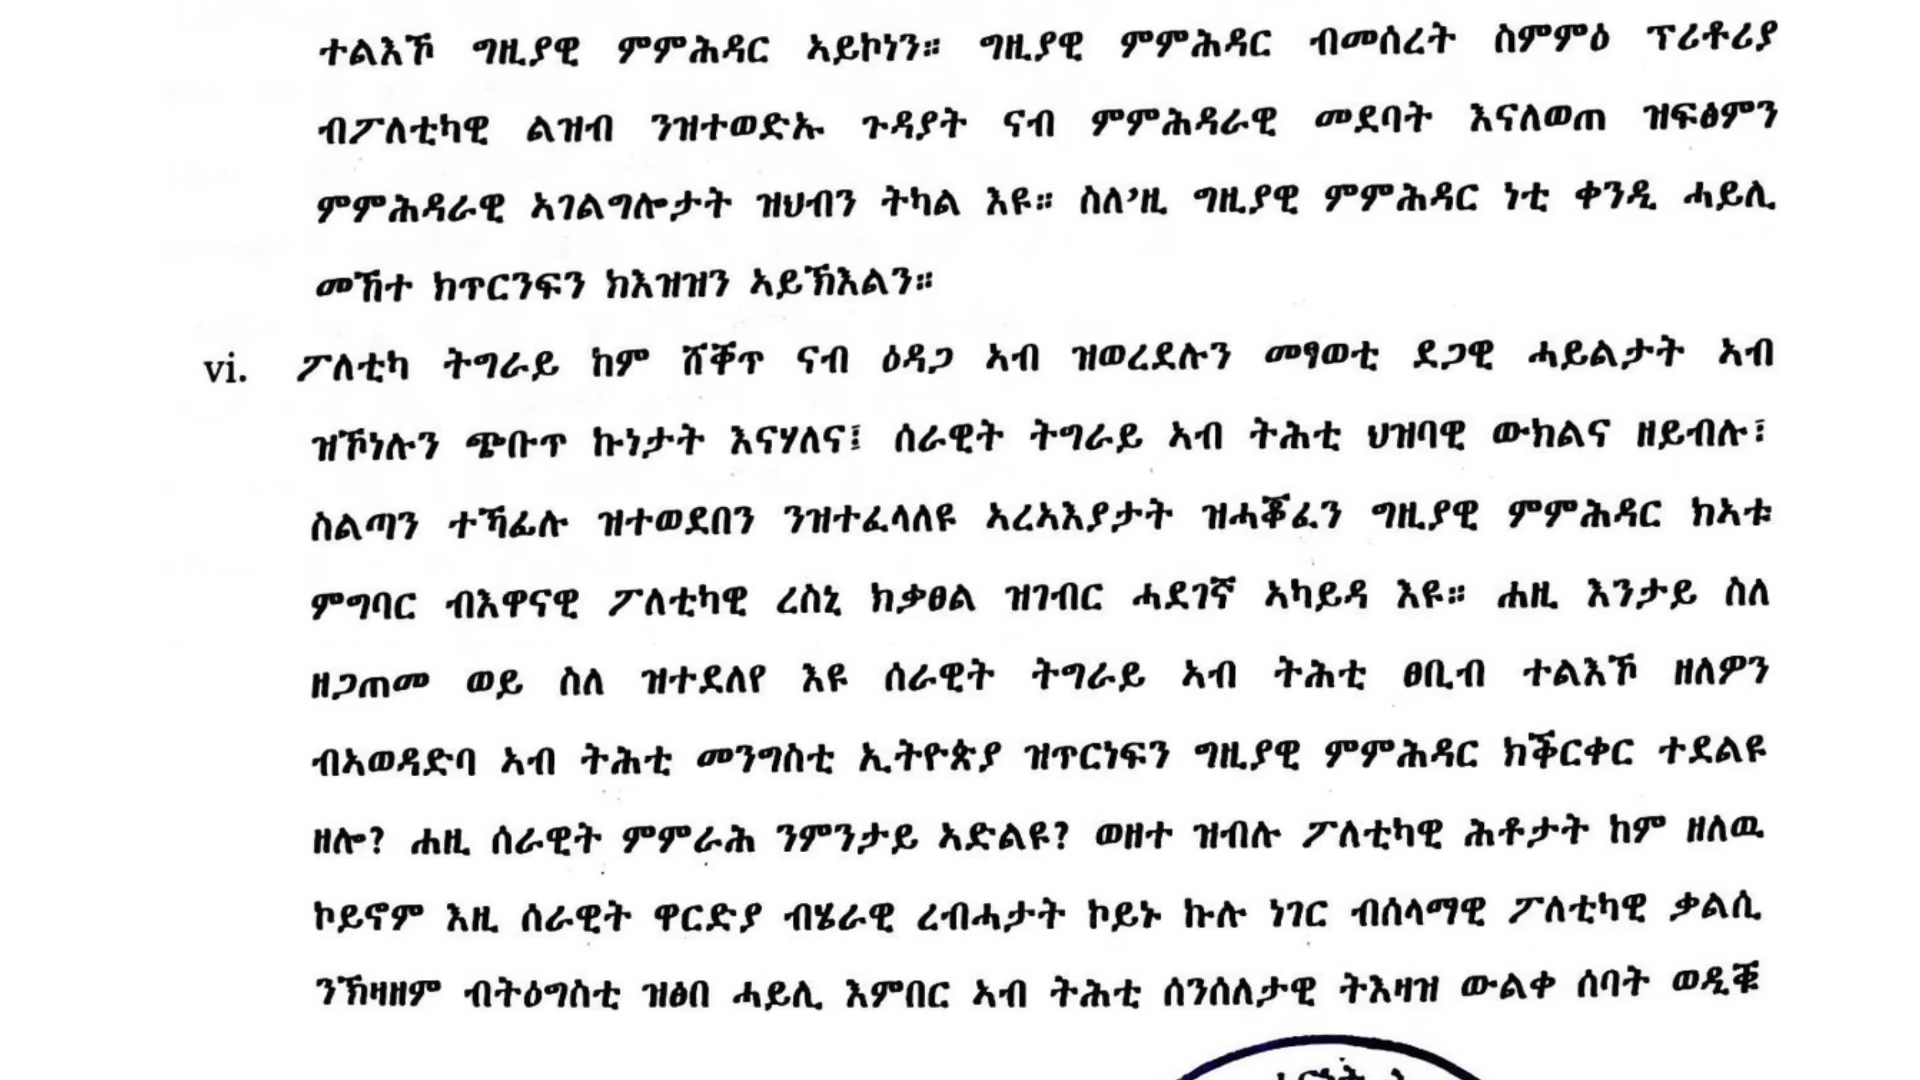 ተልእኾ ግዚያዊ ምምሕዳር ኣይኮነን። ግዚያዊ ምምሕዳር ብመሰረት ስምምዕ ፕሪቶሪያ
ብፖለቲካዊ ልዝብ ንዝተወድኡ ጉዳያት ናብ ምምሕዳራዊ መደባት እናለወጠ ዝፍፅምን
ምምሕዳራዊ ኣገልግሎታት ዝህብን ትካል እዩ። ስለ’ዚ ግዚያዊ ምምሕዳር ነቲ ቀንዲ ሓይሊ
መኸተ ክጥርንፍን ክእዝዝን ኣይኽእልን።
vi. ፖለቲካ ትግራይ ከም ሸቐጥ ናብ ዕዳጋ ኣብ ዝወረደሉን መፃወቲ ደጋዊ ሓይልታት ኣብ
ዝኾነሉን ጭቡጥ ኩነታት እናሃለና፤ ሰራዊት ትግራይ ኣብ ትሕቲ ህዝባዊ ውክልና ዘይብሉ፣
ስልጣን ተኻፊሉ ዝተወደበን ንዝተፈላለዩ ኣረኣእያታት ዝሓቖፈን ግዚያዊ ምምሕዳር ክኣቱ
ምግባር ብእዋናዊ ፖለቲካዊ ረስኒ ክቃፀል ዝገብር ሓደገኛ ኣካይዳ እዩ። ሐዚ እንታይ ስለ
ዘጋጠመ ወይ ስለ ዝተደለየ እዩ ሰራዊት ትግራይ ኣብ ትሕቲ ፀቢብ ተልእኾ ዘለዎን
ብኣወዳድባ ኣብ ትሕቲ መንግስቲ ኢትዮጵያ ዝጥርነፍን ግዚያዊ ምምሕዳር ክቕርቀር ተደልዩ
ዘሎ? ሐዚ ሰራዊት ምምራሕ ንምንታይ ኣድልዩ? ወዘተ ዝብሉ ፖለቲካዊ ሕቶታት ከም ዘለዉ
ኮይኖም እዚ ሰራዊት ዋርድያ ብሄራዊ ረብሓታት ኮይኑ ኩሉ ነገር ብሰላማዊ ፖለቲካዊ ቃልሲ
ንኽዛዘም ብትዕግስቲ ዝፅበ ሓይሊ እምበር ኣብ ትሕቲ ሰንሰለታዊ ትእዛዝ ውልቀ ሰባት ወዲቑ